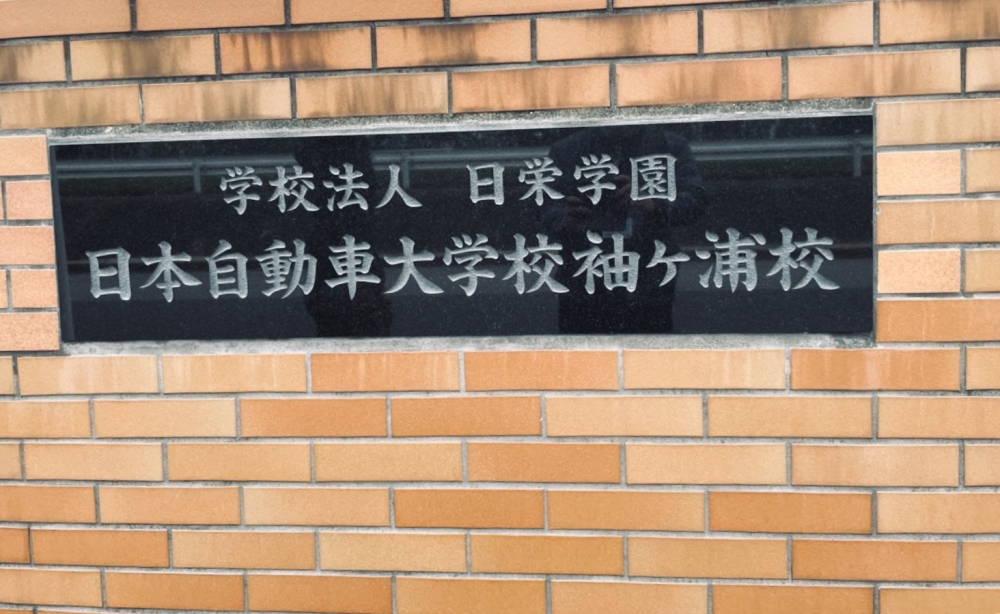 学校法人 日栄学園
日本自動車大学校袖ケ浦校